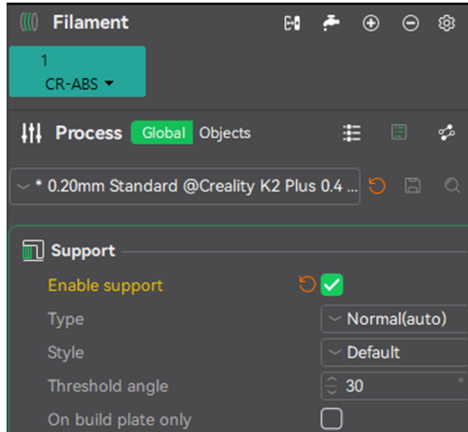 Filament
1
CR-ABS
Process Global Objects
* 0.20mm Standard @Creality K2 Plus 0.4 ...
Support
Enable support
Type Normal(auto)
Style Default
Threshold angle 30 °
On build plate only